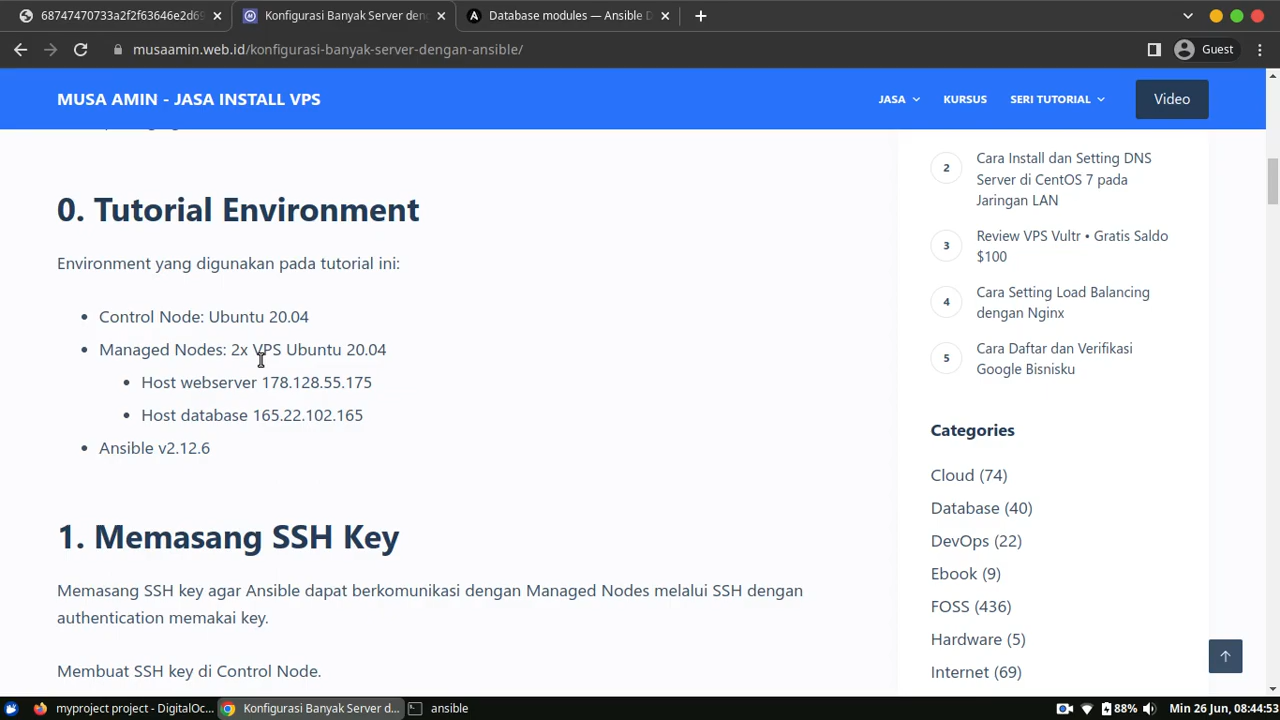 68747470733a2f2f63646e2d69
Konfigurasi Banyak Server den
Database modules — Ansible D
musaamin.web.id/konfigurasi-banyak-server-dengan-ansible/
Guest
MUSA AMIN - JASA INSTALL VPS
JASA
KURSUS
SERI TUTORIAL
Video
0. Tutorial Environment
Environment yang digunakan pada tutorial ini:
• Control Node: Ubuntu 20.04
• Managed Nodes: 2x VPS Ubuntu 20.04
• Host webserver 178.128.55.175
• Host database 165.22.102.165
• Ansible v2.12.6
1. Memasang SSH Key
Memasang SSH key agar Ansible dapat berkomunikasi dengan Managed Nodes melalui SSH dengan
authentication memakai key.
Membuat SSH key di Control Node.
2
Cara Install dan Setting DNS
Server di CentOS 7 pada
Jaringan LAN
3
Review VPS Vultr • Gratis Saldo
$100
4
Cara Setting Load Balancing
dengan Nginx
5
Cara Daftar dan Verifikasi
Google Bisnisku
Categories
Cloud (74)
Database (40)
DevOps (22)
Ebook (9)
FOSS (436)
Hardware (5)
Internet (69)
myproject project - DigitalOc...
Konfigurasi Banyak Server d...
ansible
88%
Min 26 Jun, 08:44:53